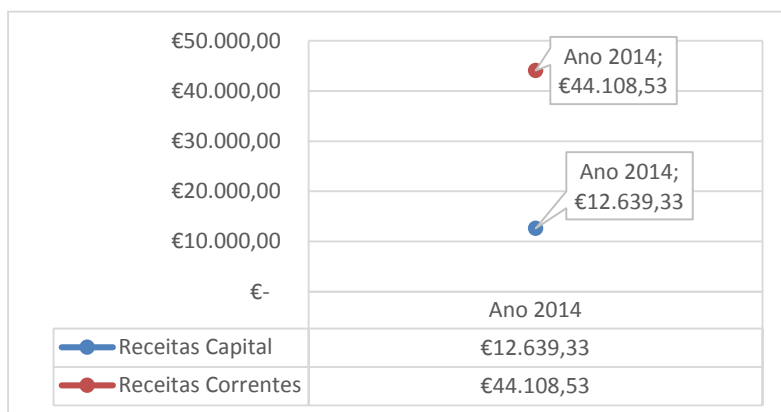 €50.000,00
€40.000,00
€30.000,00
€20.000,00
€10.000,00
€-
Ano 2014;
€44.108,53
Ano 2014;
€12.639,33
Ano 2014
Receitas Capital €12.639,33
Receitas Correntes €44.108,53